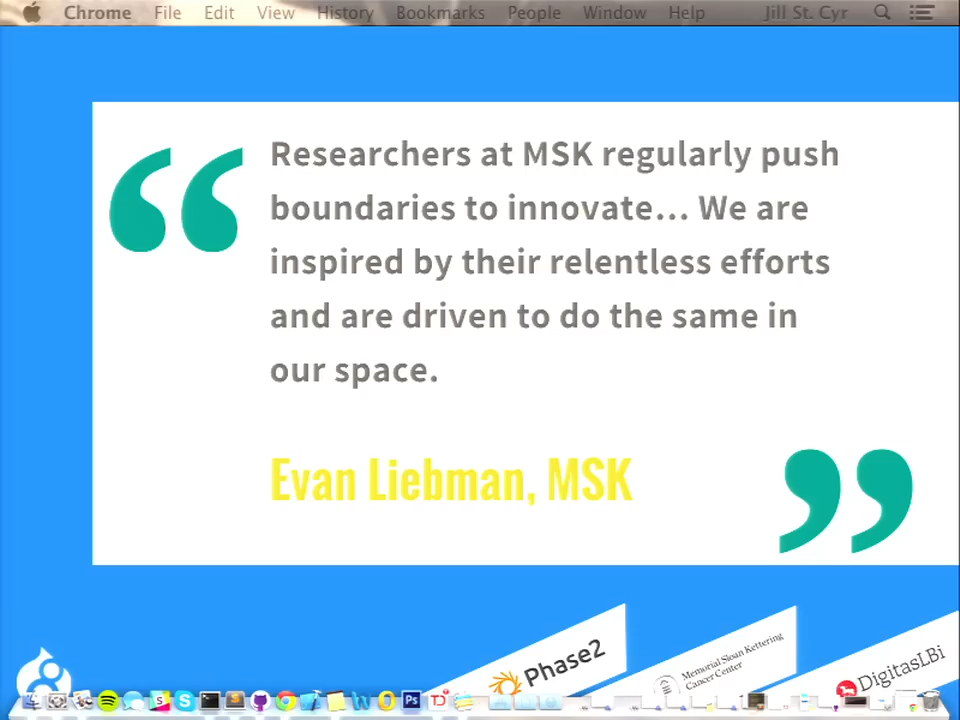 Chrome File Edit View History Bookmarks People Window Help Jill St. Cyr
Researchers at MSK regularly push
boundaries to innovate... We are
inspired by their relentless efforts
and are driven to do the same in
our space.
Evan Liebman, MSK
Phase2
Memorial Sloan Kettering
Cancer Center
DigitasLBi